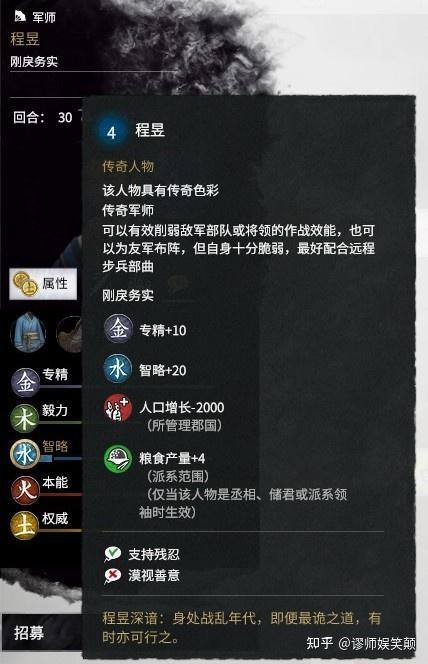 军师
程昱
刚戾务实
回合： 30
4 程昱
传奇人物
该人物具有传奇色彩
传奇军师
可以有效削弱敌军部队或将领的作战效能，也可
以为友军布阵，但自身十分脆弱，最好配合远程
步兵部曲
属性
刚戾务实
金 专精+10
水 智略+20
人口增长-2000
（所管理郡国）
粮食产量+4
（派系范围）
（仅当该人物是丞相、储君或派系领
袖时生效）
金 专精
木 毅力
水 智略
火 本能
土 权威
支持残忍
漠视善意
程昱深谙：身处战乱年代，即便最诡之道，有
时亦可行之。
招募
知乎 @谬师娱笑颠